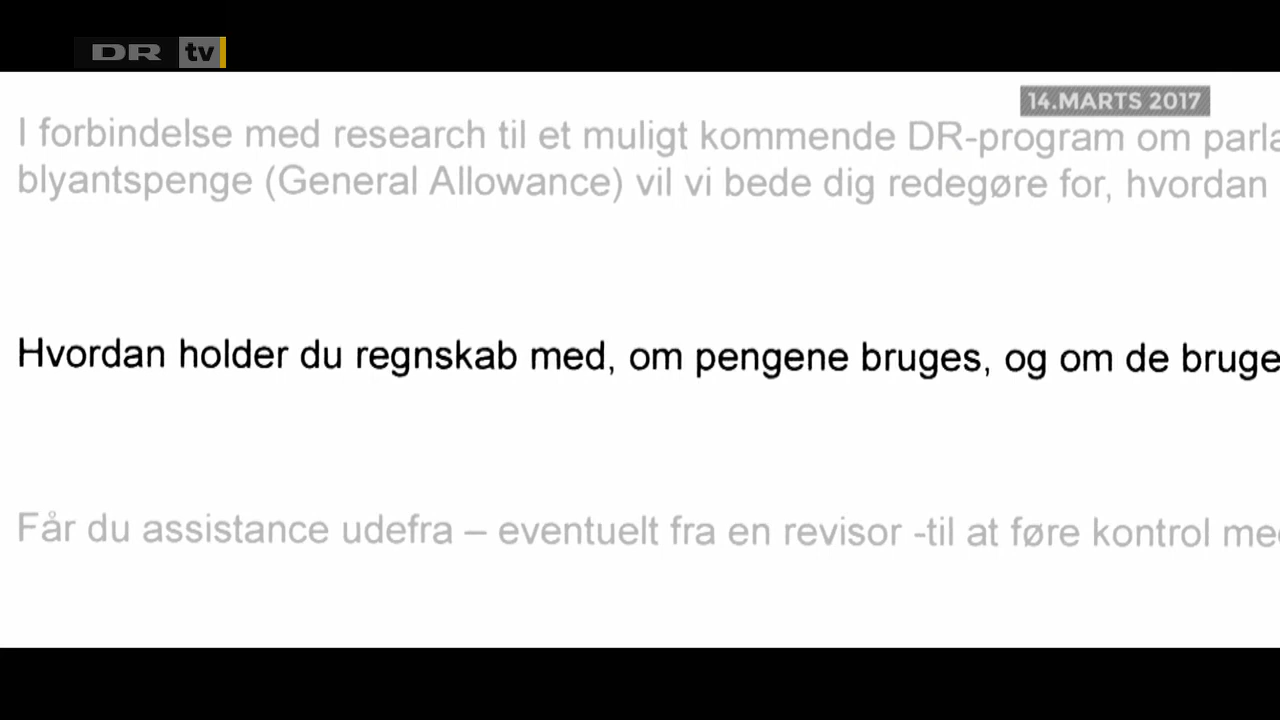 DR tv
14.MARTS 2017
I forbindelse med research til et muligt kommende DR-program om
blyantspenge (General Allowance) vil vi bede dig redegøre for, hvordan
Hvordan holder du regnskab med, om pengene bruges, og om de bruge
Får du assistance udefra – eventuelt fra en revisor -til at føre kontrol